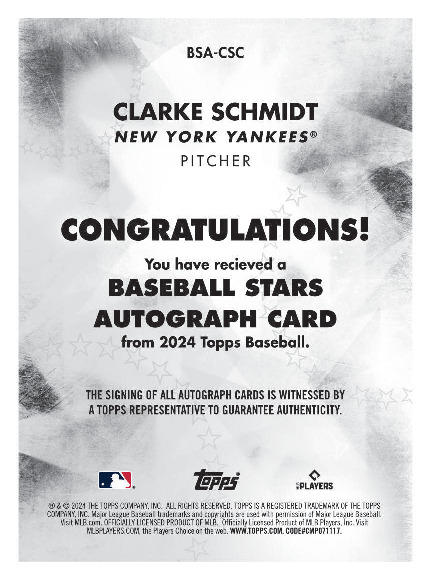 BSA-CSC
CLARKE SCHMIDT
NEW YORK YANKEES®
PITCHER
CONGRATULATIONS!
You have recieved a
BASEBALL STARS
AUTOGRAPH CARD
from 2024 Topps Baseball.
THE SIGNING OF ALL AUTOGRAPH CARDS IS WITNESSED BY
A TOPPS REPRESENTATIVE TO GUARANTEE AUTHENTICITY.
topps
PLAYERS
® & © 2024 THE TOPPS COMPANY, INC. ALL RIGHTS RESERVED. TOPPS IS A REGISTERED TRADEMARK OF THE TOPPS
COMPANY, INC. Major League Baseball trademarks and copyrights are used with permission of Major League Baseball.
Visit MLB.com. OFFICIALLY LICENSED PRODUCT OF MLB. Officially Licensed Product of MLB Players, Inc. Visit
MLBPLAYERS.COM, the Players Choice on the web. WWW.TOPPS.COM. CODE#CMP071117.